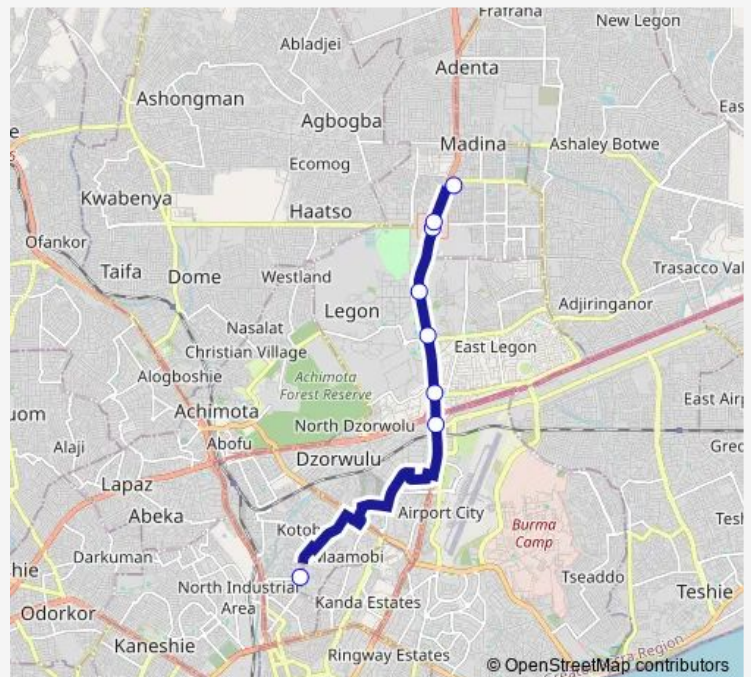 Frafraha
New Legon
Abladjei
Adenta
Ashongman
Eas
Agbogba
e
Madina
Ashaley Botwe
Ecomog
Kwabenya
Haatso
Ofankor
Trasacco Val
Taifa
Dome
Westland
Adjiringanor
Legon
Nasalat
East Legon
Christian Village
Alogboshie
Achimota
Forest Reserve
East Airp
Achimota
uom
North Dzorwolu
Abofu
Alaji
Grec
Dzorwulu
Lapaz
Airport City
Abeka
Burma
Camp
Kotob
Maamobi
Darkuman
hie
Tseaddo
North Industrial
Area
Teshie
Kanda Estates
Odorkor
Kaneshie
Ringway Estates
© OpenStreetMap contributors